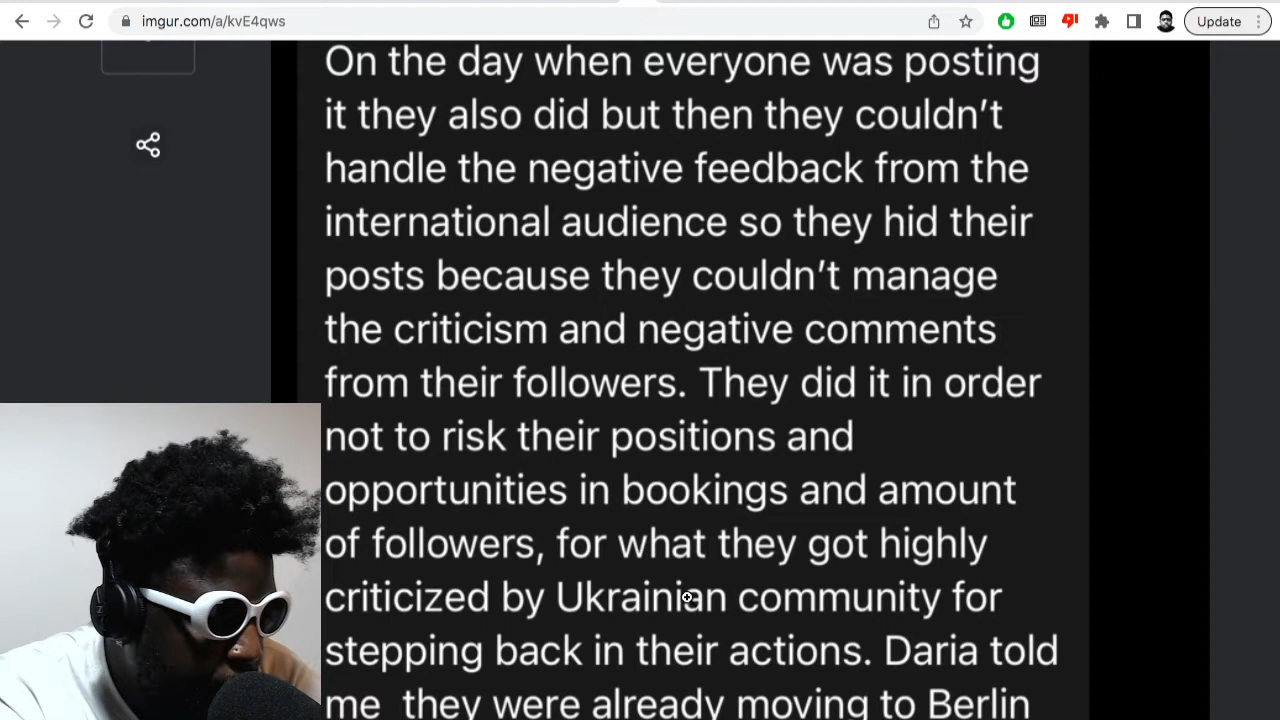 imgur.com/a/kvE4qws
Update
On the day when everyone was posting
it they also did but then they couldn’t
handle the negative feedback from the
international audience so they hid their
posts because they couldn’t manage
the criticism and negative comments
from their followers. They did it in order
not to risk their positions and
opportunities in bookings and amount
of followers, for what they got highly
criticized by Ukrainian community for
stepping back in their actions. Daria told
me they were already moving to Berlin